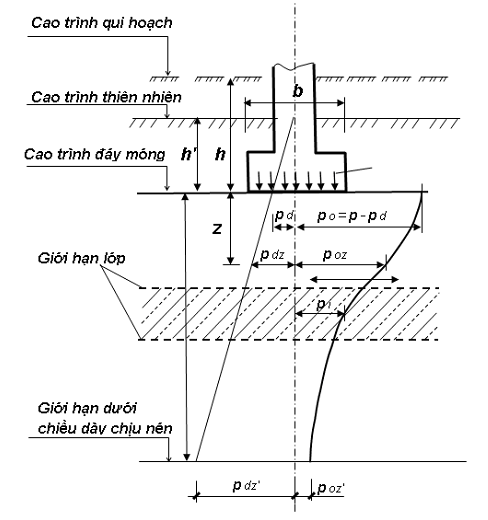 Cao trình qui hoạch
Cao trình thiên nhiên
b
h'
h
Cao trình đáy móng
p d
p o = p - p d
z
p dz
p oz
Giới hạn lớp
p i
Giới hạn dưới
chiều dày chịu nén
p dz'
p oz'